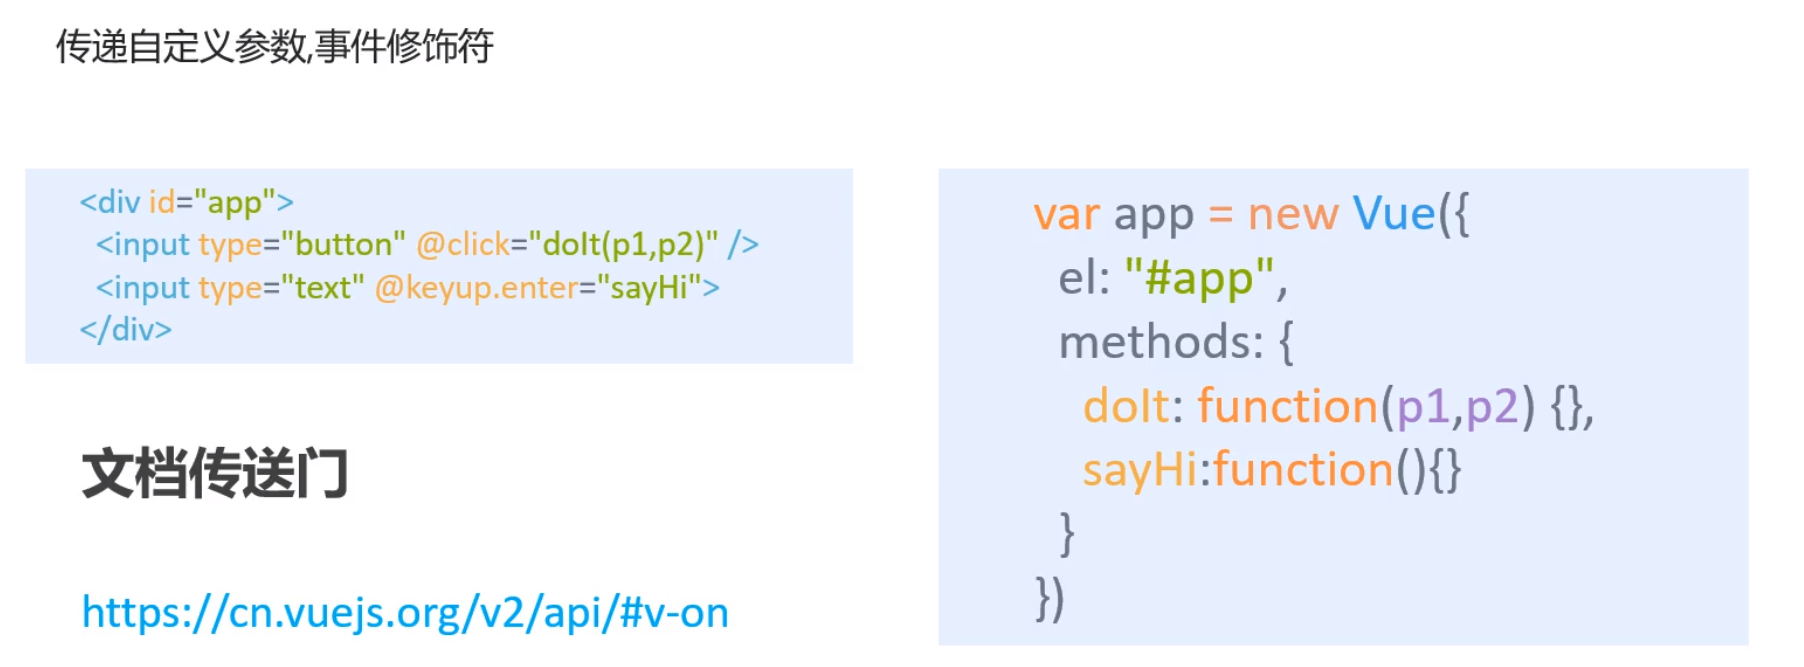 传递自定义参数,事件修饰符
<div id="app">
<input type="button" @click="doIt(p1,p2)" />
<input type="text" @keyup.enter="sayHi">
</div>
文档传送门
https://cn.vuejs.org/v2/api/#v-on
var app = new Vue({
el: "#app",
methods: {
doIt: function(p1,p2) {},
sayHi:function(){}
}
})